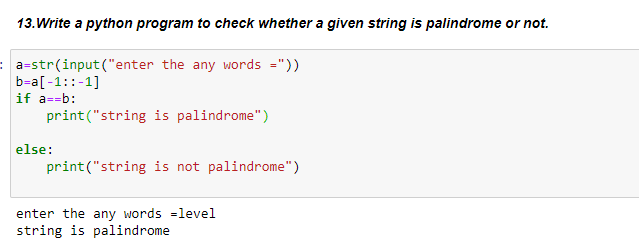 13.Write a python program to check whether a given string is palindrome or not.
: a=str(input("enter the any words ="))
b=a[-1::-1]
if a==b:
    print("string is palindrome")
else:
    print("string is not palindrome")
enter the any words =level
string is palindrome